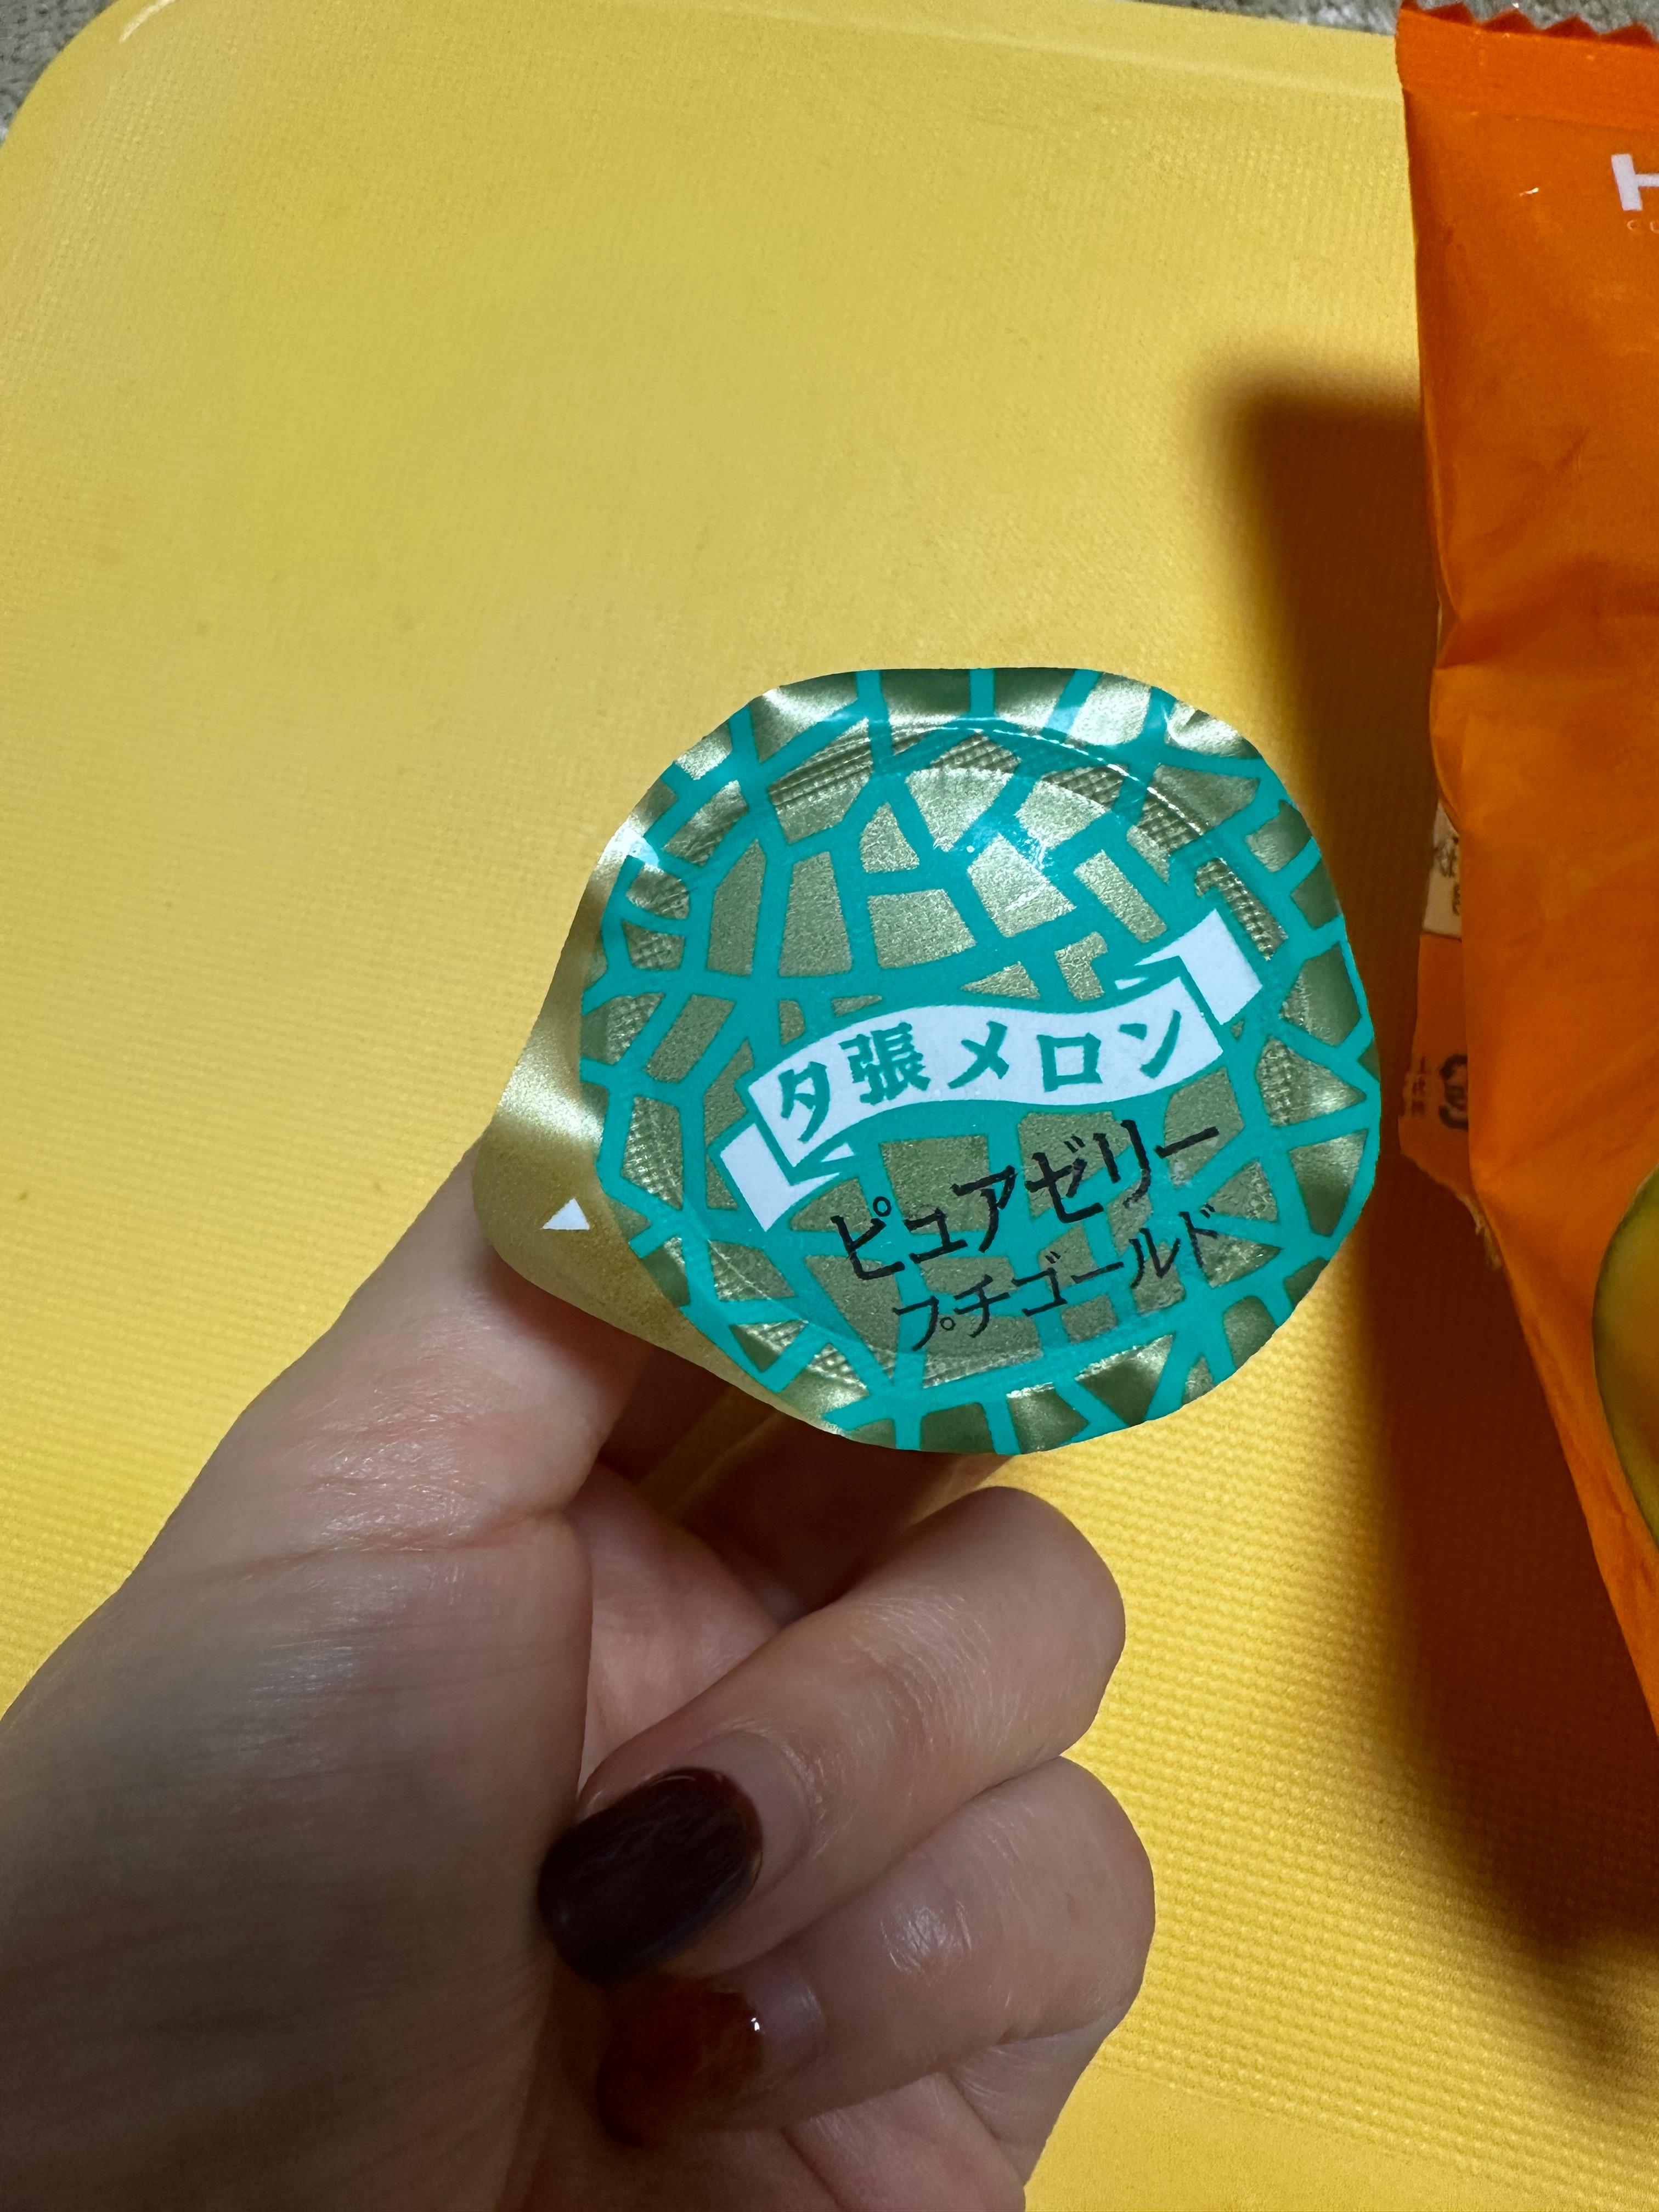 夕張メロン
ピュアゼリー
プチゴールド
H